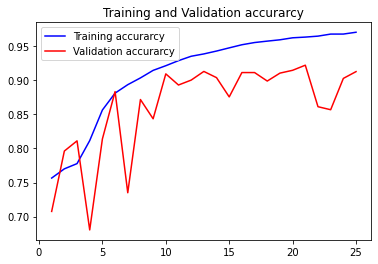 Training and Validation accurarcy
Training accurarcy
Validation accurarcy
0.95
0.90
0.85
0.80
0.75
0.70
0 5 10 15 20 25